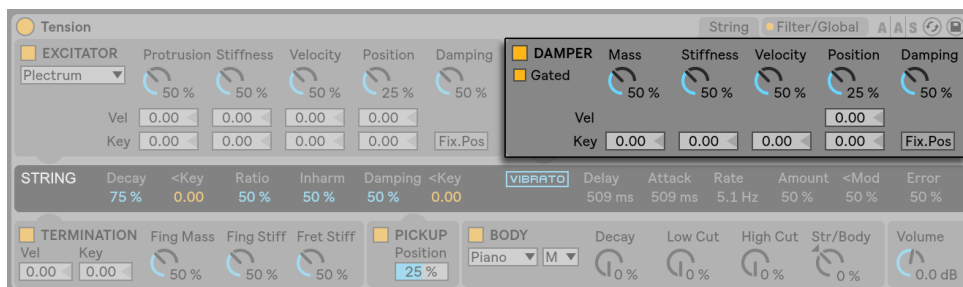 Tension String Filter/Global A A S
EXCITATOR Protrusion Stiffness Velocity Position Damping
Plectrum 50 % 50 % 50 % 25 % 50 %
Vel 0.00 0.00 0.00 0.00
Key 0.00 0.00 0.00 0.00 Fix.Pos
DAMPER Mass Stiffness Velocity Position Damping
Gated 50 % 50 % 50 % 25 % 50 %
Vel 0.00
Key 0.00 0.00 0.00 0.00 Fix.Pos
STRING Decay <Key Ratio Inharm Damping <Key VIBRATO Delay Attack Rate Amount <Mod Error
75 % 0.00 50 % 50 % 50 % 0.00 509 ms 509 ms 5.1 Hz 50 % 50 % 50 %
TERMINATION Fing Mass Fing Stiff Fret Stiff
Vel Key
0.00 0.00 50 % 50 % 50 %
PICKUP
Position
25 %
BODY Decay Low Cut High Cut Str/Body
Piano M 0 % 0 % 0 % 0 %
Volume
0.0 dB